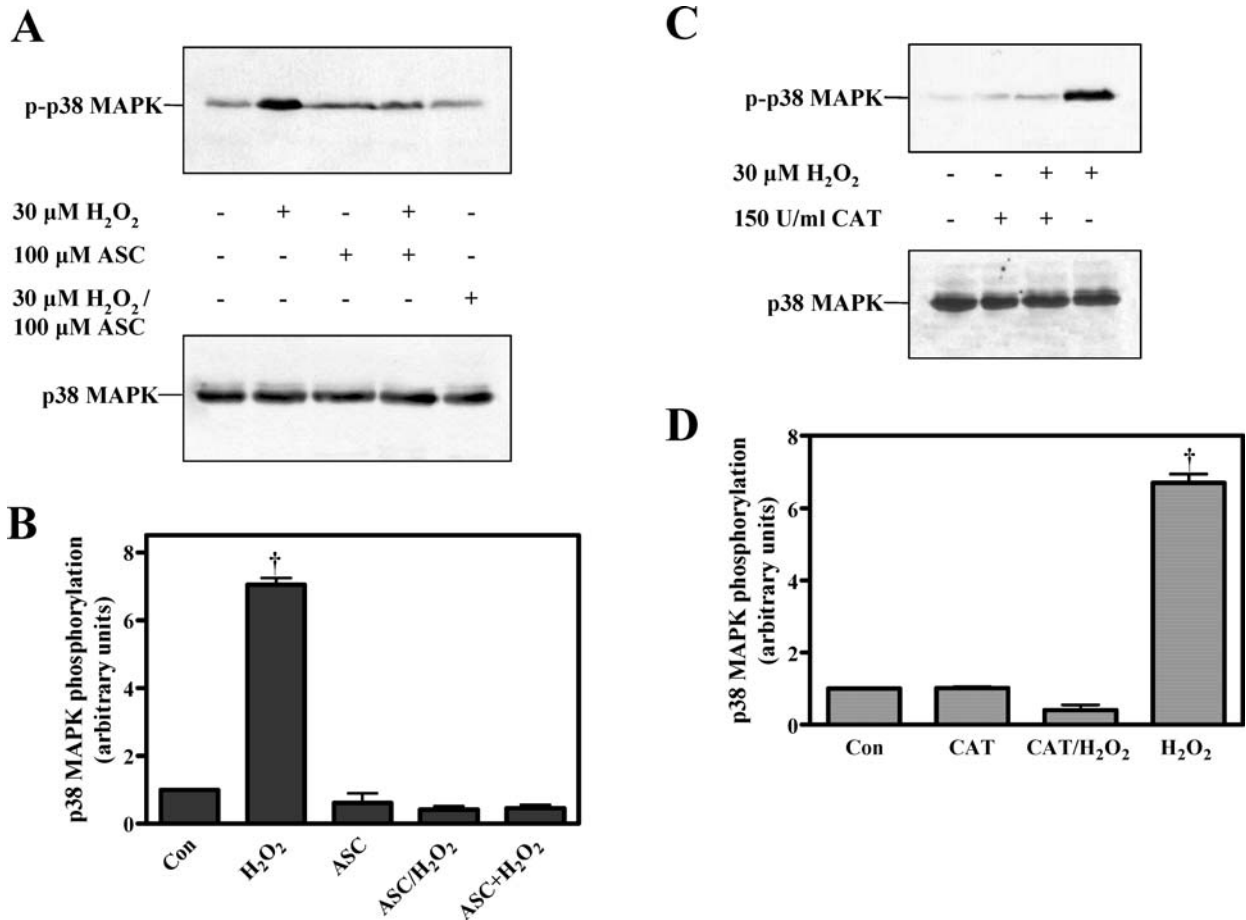 A
p-p38 MAPK
30 µM H₂O₂ - + - + -
100 µM ASC - - + + -
30 µM H₂O₂ / - - - - +
100 µM ASC
p38 MAPK
B
p38 MAPK phosphorylation
(arbitrary units)
8
6
4
2
0
†
Con H₂O₂ ASC ASC/H₂O₂ ASC+H₂O₂
C
p-p38 MAPK
30 µM H₂O₂ - - + +
150 U/ml CAT - + + -
p38 MAPK
D
p38 MAPK phosphorylation
(arbitrary units)
8
6
4
2
0
†
Con CAT CAT/H₂O₂ H₂O₂